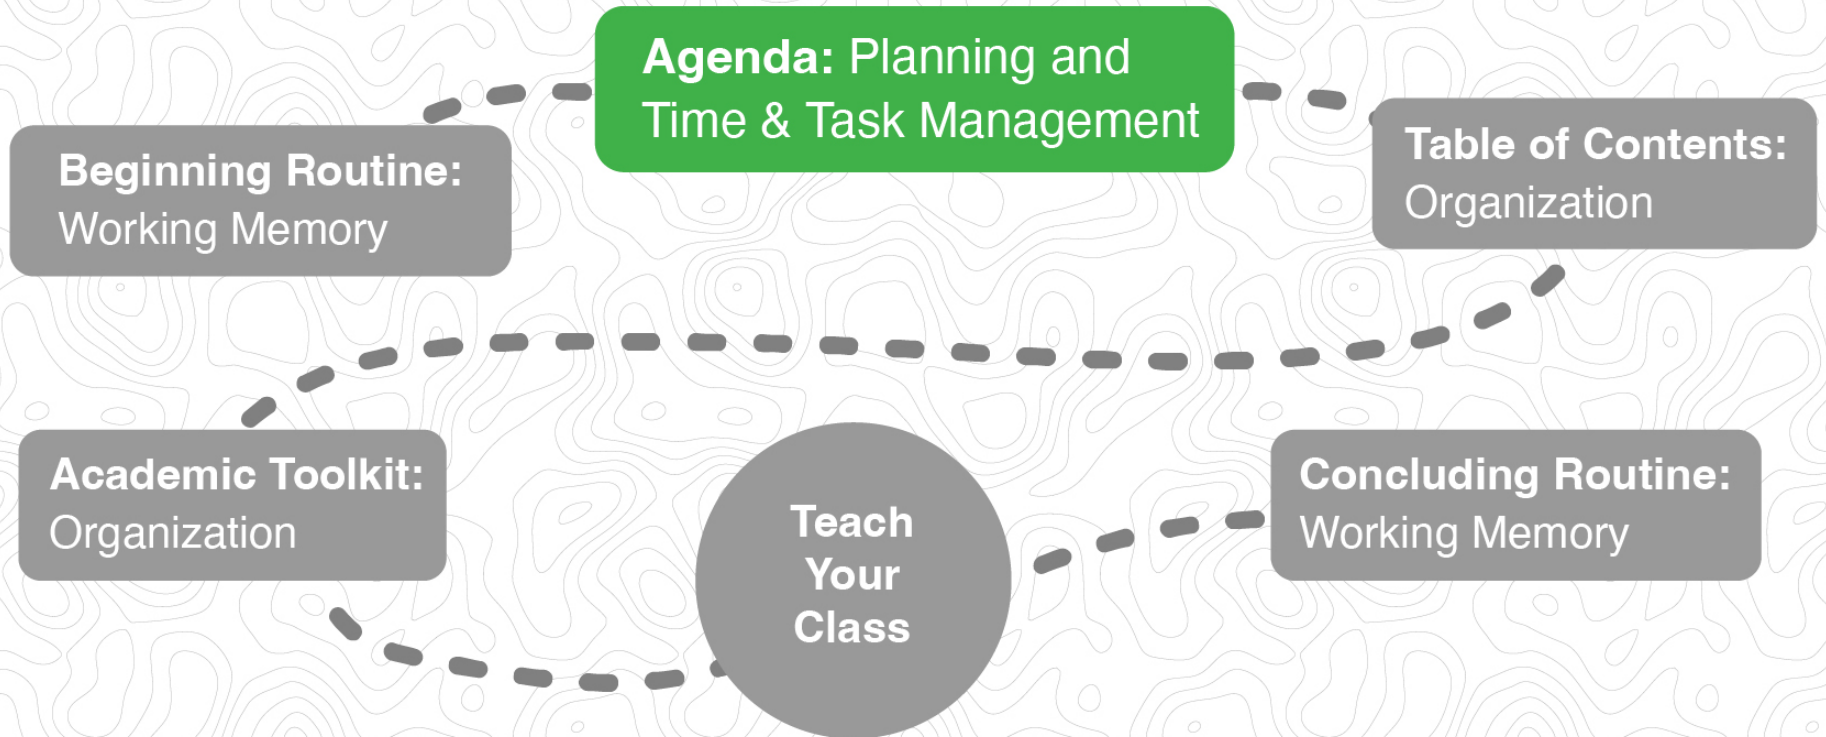 Agenda: Planning and
Time & Task Management
Beginning Routine:
Working Memory
Table of Contents:
Organization
Academic Toolkit:
Organization
Teach
Your
Class
Concluding Routine:
Working Memory